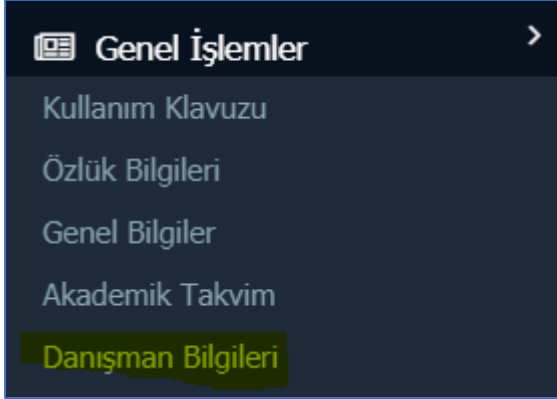 Genel İşlemler
Kullanım Klavuzu
Özlük Bilgileri
Genel Bilgiler
Akademik Takvim
Danışman Bilgileri